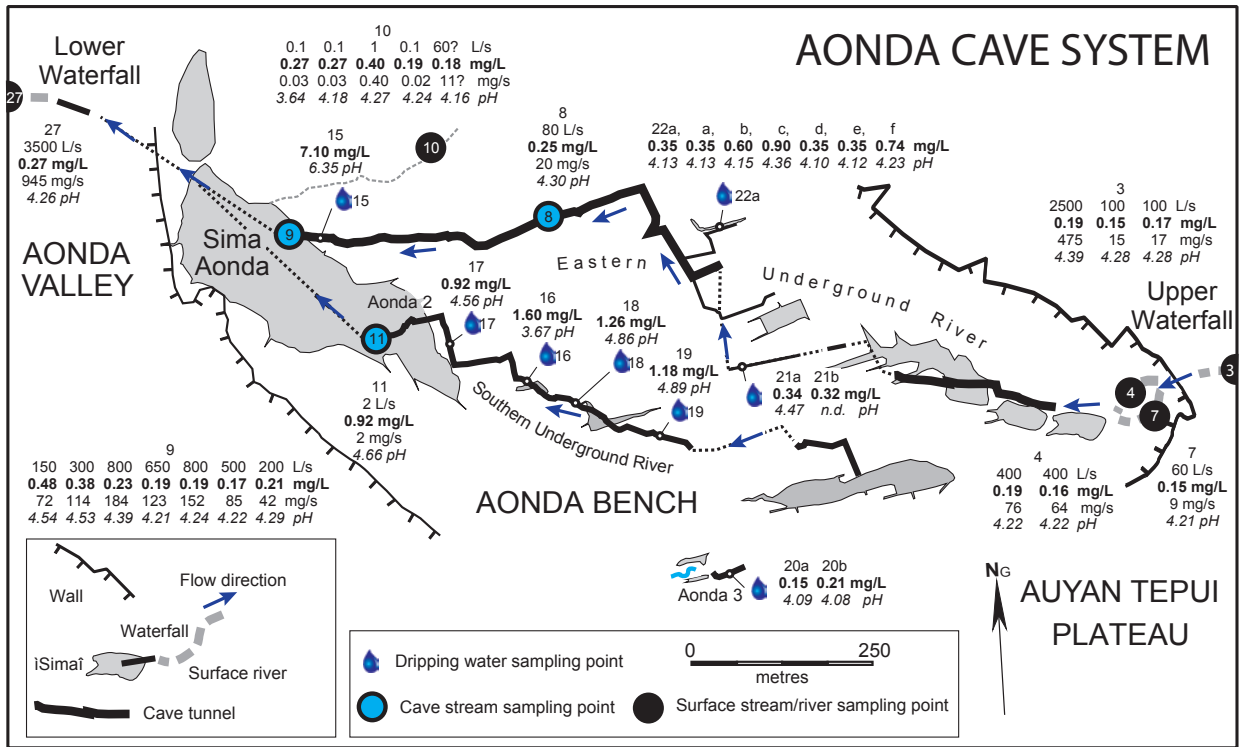 AONDA CAVE SYSTEM
Lower
Waterfall
27
27
3500 L/s
0.27 mg/L
945 mg/s
4.26 pH
10
0.1 0.1 1 0.1 60? L/s
0.27 0.27 0.40 0.19 0.18 mg/L
0.03 0.03 0.40 0.02 11? mg/s
3.64 4.18 4.27 4.24 4.16 pH
10
15
7.10 mg/L
6.35 pH
15
8
80 L/s
0.25 mg/L
20 mg/s
4.30 pH
8
22a, a, b, c, d, e, f
0.35 0.35 0.60 0.90 0.35 0.35 0.74 mg/L
4.13 4.13 4.15 4.36 4.10 4.12 4.23 pH
22a
3
2500 100 100 L/s
0.19 0.15 0.17 mg/L
475 15 17 mg/s
4.39 4.28 4.28 pH
Upper
Waterfall
3
4
7
AONDA
VALLEY
Sima
Aonda
9
Aonda 2
11
Eastern
Underground River
17
0.92 mg/L
4.56 pH
17
16
1.60 mg/L
3.67 pH
16
18
1.26 mg/L
4.86 pH
18
19
1.18 mg/L
4.89 pH
19
21a 21b
0.34 0.32 mg/L
4.47 n.d. pH
11
2 L/s
0.92 mg/L
2 mg/s
4.66 pH
Southern Underground River
AONDA BENCH
9
150 300 800 650 800 500 200 L/s
0.48 0.38 0.23 0.19 0.19 0.17 0.21 mg/L
72 114 184 123 152 85 42 mg/s
4.54 4.53 4.39 4.21 4.24 4.22 4.29 pH
4
400 400 L/s
0.19 0.16 mg/L
76 64 mg/s
4.22 4.22 pH
7
60 L/s
0.15 mg/L
9 mg/s
4.21 pH
20a 20b
0.15 0.21 mg/L
4.09 4.08 pH
Aonda 3
NG
AUYAN TEPUI
PLATEAU
Wall
Flow direction
Waterfall
ìSimaî
Surface river
Cave tunnel
Dripping water sampling point
0 250
metres
Cave stream sampling point
Surface stream/river sampling point